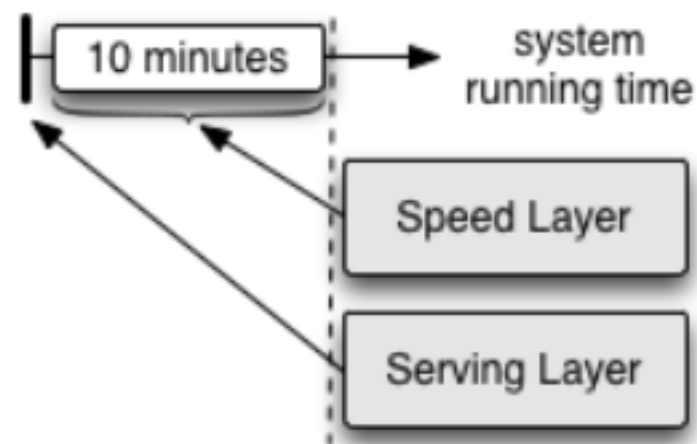 10 minutes
system
running time
Speed Layer
Serving Layer